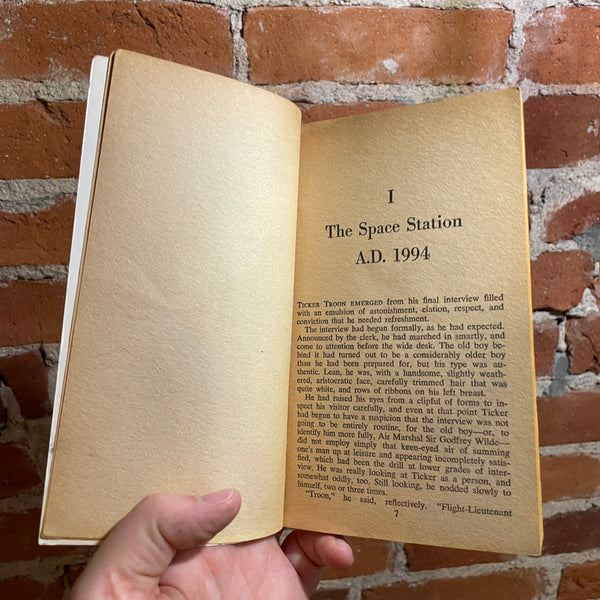 I
The Space Station
A.D. 1994
TICKER TROON EMERGED from his final interview filled
with an emulsion of astonishment, elation, respect, and
conviction that he needed refreshment.
The interview had begun formally, as he had expected.
Announced by the clerk, he had marched in smartly, and
come to attention before the wide desk. The old boy be-
hind it had turned out to be a considerably older boy
than he had been prepared for, but his type was au-
thentic. Lean, he was, with a handsome, slightly weath-
ered, aristocratic face, carefully trimmed hair that was
quite white, and rows of ribbons on his left breast.
He had raised his eyes from a clipful of forms to in-
spect his visitor carefully, and even at that point Ticker
had begun to have a suspicion that the interview was not
going to be entirely routine, for the old boy—or, to
identify him more fully, Air Marshal Sir Godfrey Wilde—
did not employ simply that keen-eyed air of summing
one's man up at leisure and appearing incompletely satis-
fied, which had been the drill at lower grades of inter-
view. He was really looking at Ticker as a person, and
somewhat oddly, too. Still looking, he nodded slowly to
himself, two or three times.
"Troon," he said, reflectively. "Flight-Lieutenant
7